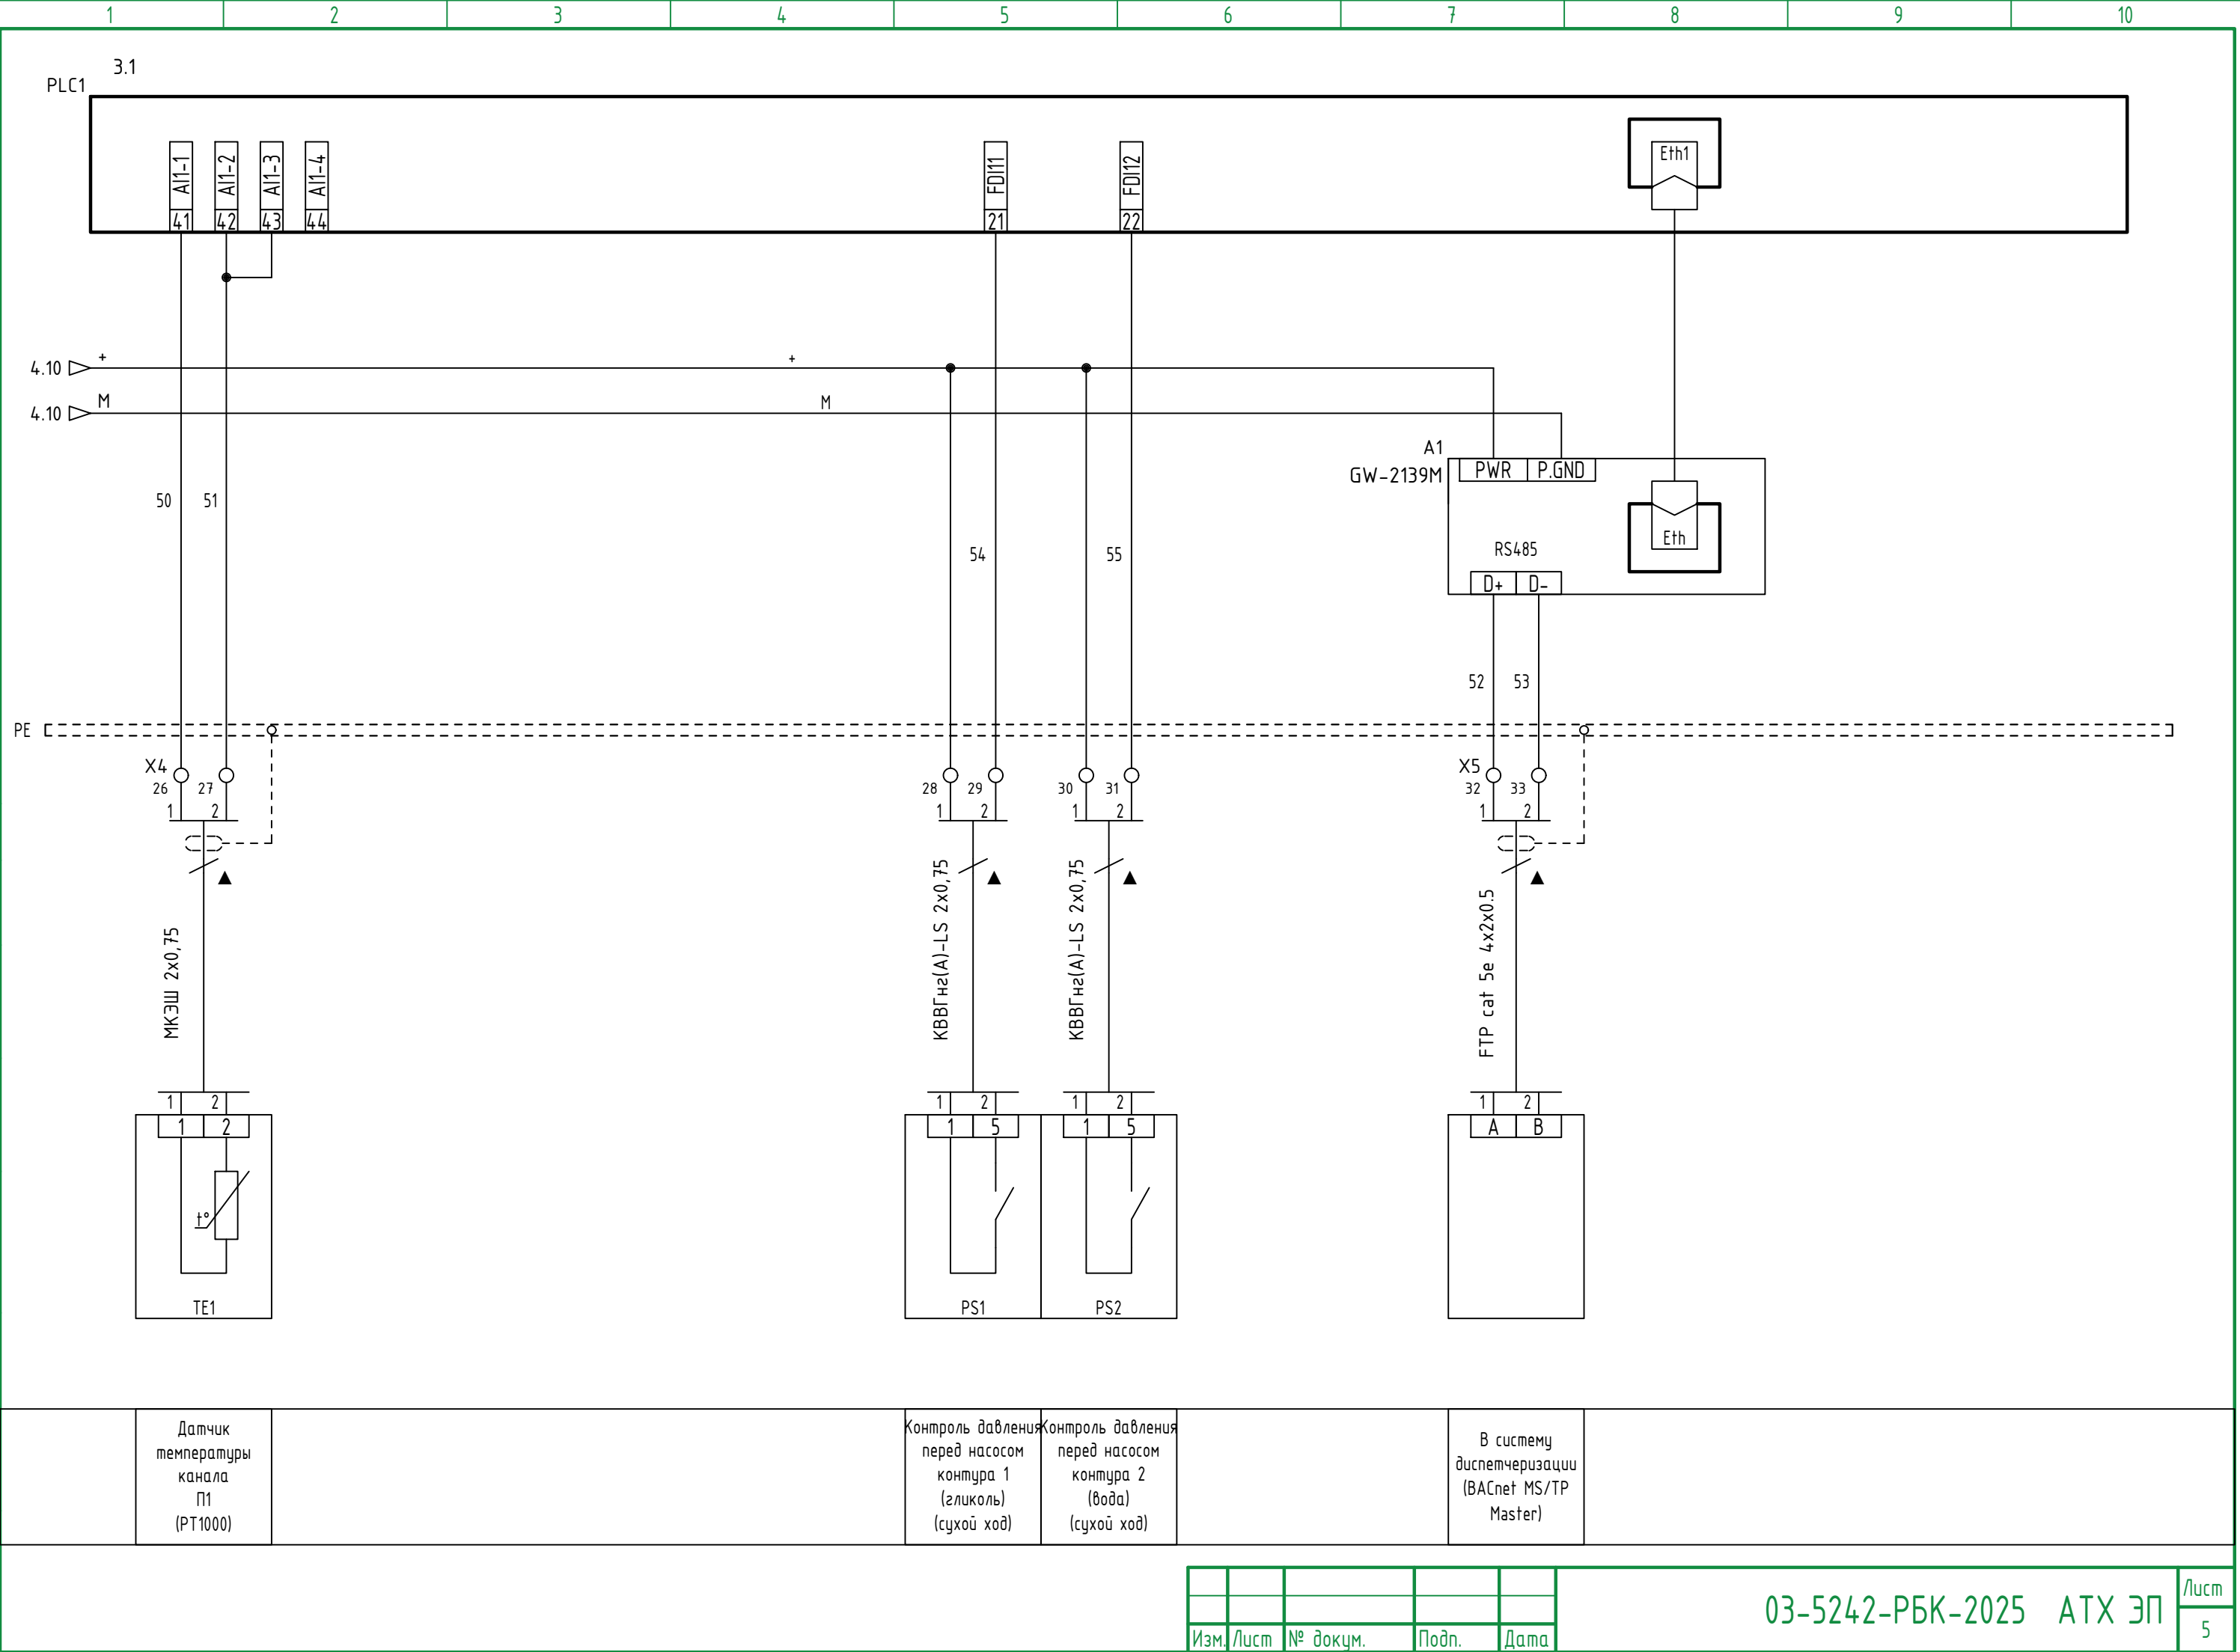 1 2 3 4 5 6 7 8 9 10
3.1
PLC1
AI1-1 AI1-2 AI1-3 AI1-4 FDI11 FDI12 Eth1
41 42 43 44 21 22
4.10 + +
4.10 M M
A1
GW-2139M PWR P.GND
50 51 54 55
Eth
RS485
D+ D-
52 53
PE
X4 X5
26 27 28 29 30 31 32 33
1 2 1 2 1 2 1 2
МКЭШ 2x0,75
КВВГнг(А)-LS 2x0,75
КВВГнг(А)-LS 2x0,75
FTP cat 5e 4x2x0.5
1 2 1 2 1 2 1 2
1 2 1 5 1 5 A B
t°
TE1 PS1 PS2
Датчик
температуры
канала
П1
(PT1000)
Контроль давления
перед насосом
контура 1
(гликоль)
(сухой ход)
Контроль давления
перед насосом
контура 2
(вода)
(сухой ход)
В систему
диспетчеризации
(BACnet MS/TP
Master)
Изм. Лист № докум. Подп. Дата
03-5242-РБК-2025 АТХ ЭП
Лист
5